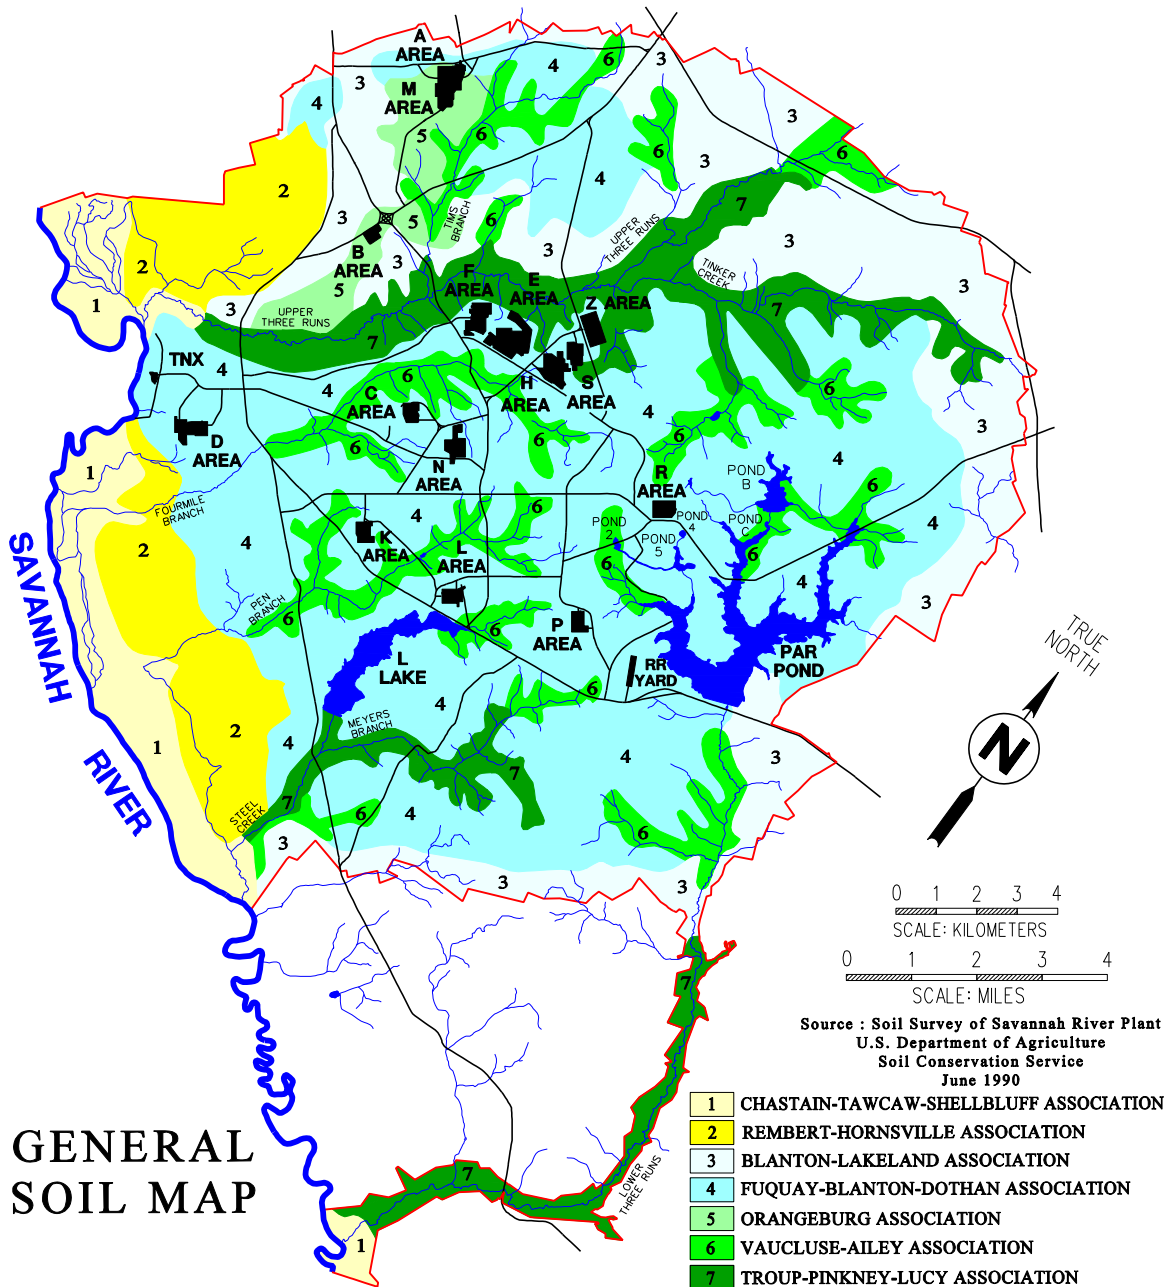 A
AREA
3
4
6
3
M
AREA
4
5
6
3
6
3
6
2
4
7
3
5
TIMS
BRANCH
6
UPPER
THREE RUNS
3
3
B
AREA
3
2
F
AREA
E
AREA
TINKER
CREEK
3
5
Z AREA
1
3
UPPER
THREE RUNS
7
7
TNX
4
6
4
C
AREA
H
AREA
S
AREA
6
4
3
D
AREA
6
6
6
N
AREA
R
AREA
4
POND
B
1
6
FOURMILE
BRANCH
4
6
POND
2
POND
4
POND
C
4
2
4
K
AREA
L
AREA
POND
5
6
6
4
SAVANNAH
RIVER
PEN
BRANCH
6
3
6
P
AREA
L
LAKE
RR
YARD
PAR
POND
TRUE
NORTH
6
4
MEYERS
BRANCH
1
2
4
4
3
N
7
7
STEEL
CREEK
6
4
6
3
3
3
0 1 2 3 4
SCALE: KILOMETERS
0 1 2 3 4
SCALE: MILES
7
Source : Soil Survey of Savannah River Plant
U.S. Department of Agriculture
Soil Conservation Service
June 1990
1 CHASTAIN-TAWCAW-SHELLBLUFF ASSOCIATION
2 REMBERT-HORNSVILLE ASSOCIATION
3 BLANTON-LAKELAND ASSOCIATION
4 FUQUAY-BLANTON-DOTHAN ASSOCIATION
5 ORANGEBURG ASSOCIATION
6 VAUCLUSE-AILEY ASSOCIATION
7 TROUP-PINKNEY-LUCY ASSOCIATION
GENERAL
SOIL MAP
7
LOWER
THREE RUNS
1